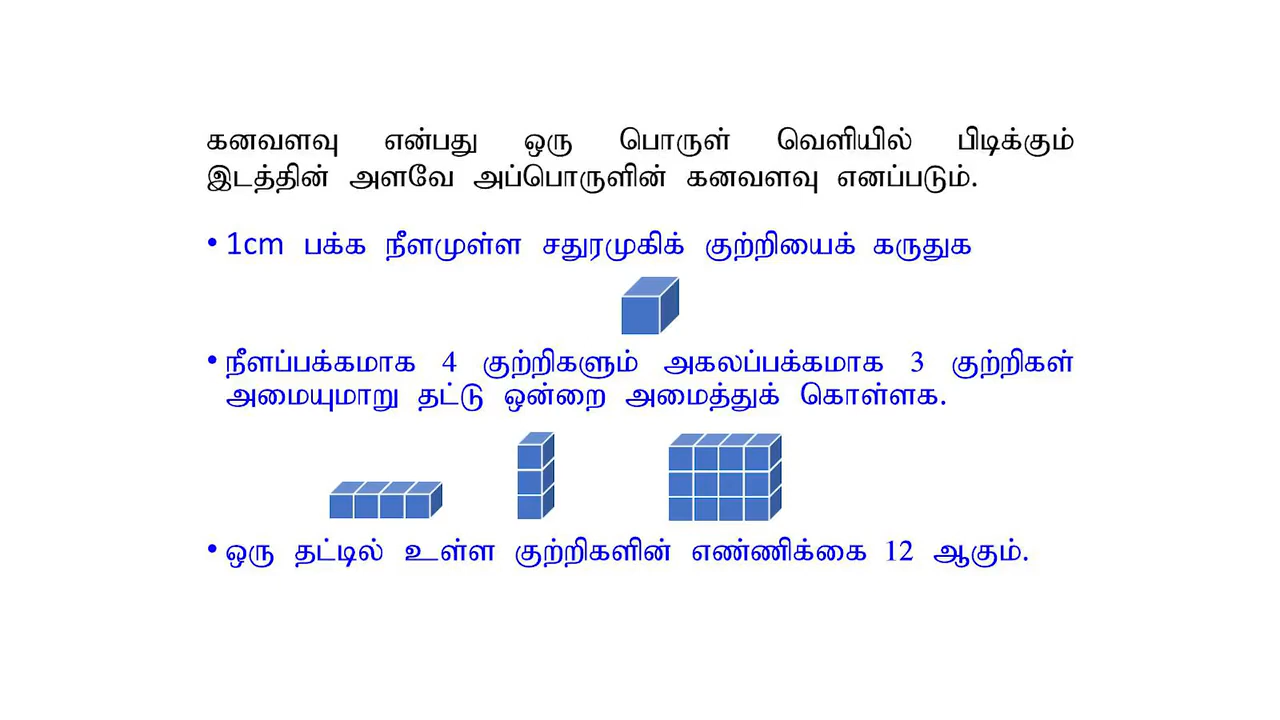 கனவளவு என்பது ஒரு பொருள் வெளியில் பிடிக்கும்
இடத்தின் அளவே அப்பொருளின் கனவளவு எனப்படும்.
• 1cm பக்க நீளமுள்ள சதுரமுகிக் குற்றியைக் கருதுக
• நீளப்பக்கமாக 4 குற்றிகளும் அகலப்பக்கமாக 3 குற்றிகள்
அமையுமாறு தட்டு ஒன்றை அமைத்துக் கொள்ளக.
• ஒரு தட்டில் உள்ள குற்றிகளின் எண்ணிக்கை 12 ஆகும்.